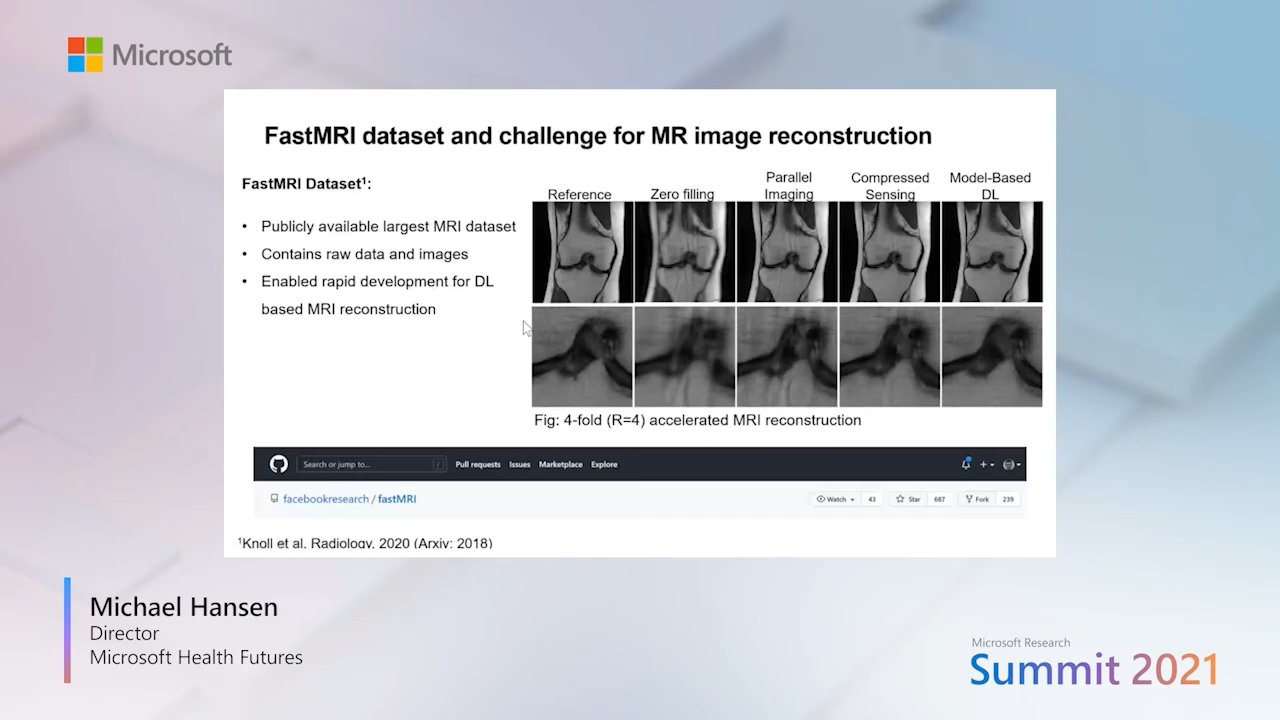 Microsoft
FastMRI dataset and challenge for MR image reconstruction
FastMRI Dataset¹:
• Publicly available largest MRI dataset
• Contains raw data and images
• Enabled rapid development for DL
based MRI reconstruction
Reference
Zero filling
Parallel
Imaging
Compressed
Sensing
Model-Based
DL
Fig: 4-fold (R=4) accelerated MRI reconstruction
Search or jump to... /
Pull requests Issues Marketplace Explore
facebookresearch / fastMRI
Watch 43 Star 687 Fork 239
¹Knoll et al. Radiology. 2020 (Arxiv: 2018)
Michael Hansen
Director
Microsoft Health Futures
Microsoft Research
Summit 2021